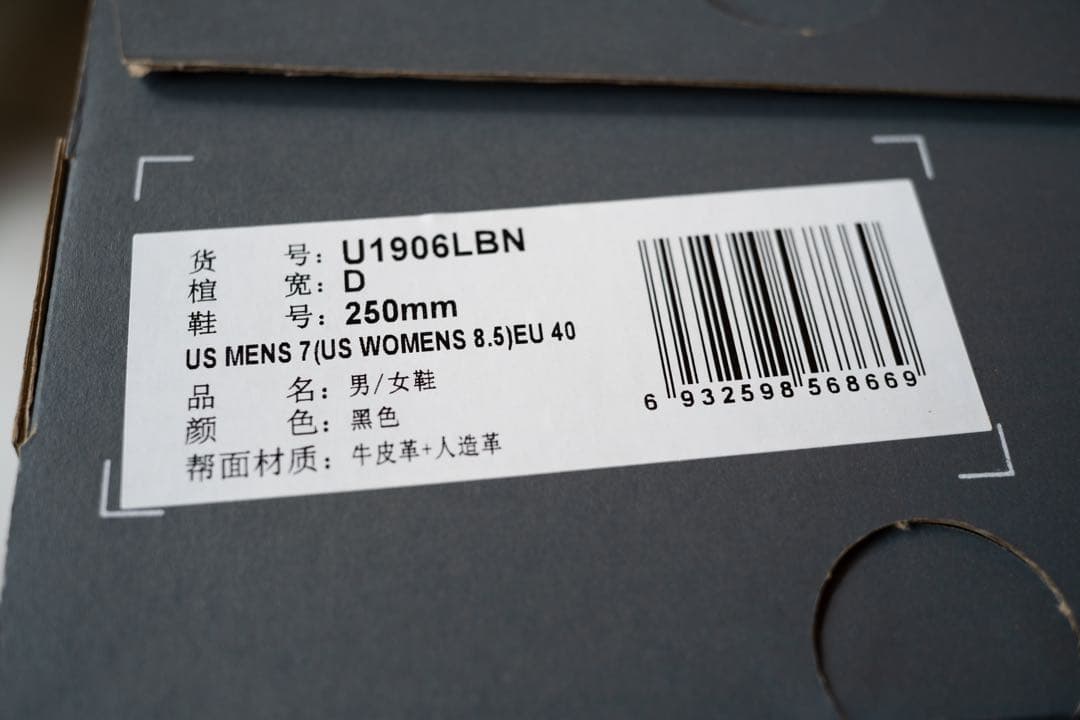 货 号：U1906LBN
楦 宽：D
鞋 号：250mm
US MENS 7(US WOMENS 8.5)EU 40
品 名：男/女鞋
颜 色：黑色
帮面材质：牛皮革+人造革
6 932598 568669